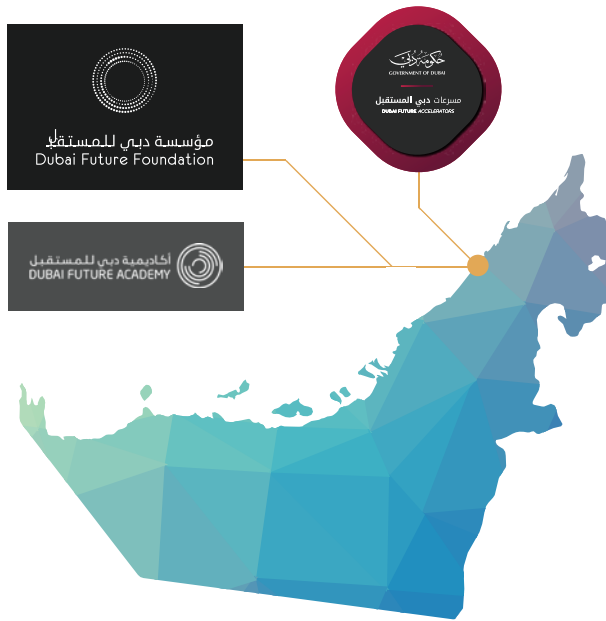 مؤسسة دبي للمستقبل
Dubai Future Foundation
حكومة دبي
GOVERNMENT OF DUBAI
مسرعات دبي المستقبل
DUBAI FUTURE ACCELERATORS
أكاديمية دبي للمستقبل
DUBAI FUTURE ACADEMY